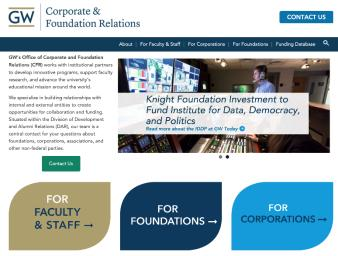 GW
Corporate &
Foundation Relations
CONTACT US
About | For Faculty & Staff | For Corporations | For Foundations | Funding Database
GW's Office of Corporate and Foundation
Relations (CFR) works with institutional partners
to develop innovative programs, support faculty
research, and advance the university's
educational mission around the world.
We specialize in building relationships with
internal and external entities to create
opportunities for collaboration and funding.
Situated within the Division of Development
and Alumni Relations (DAR), our team is a
central contact for your questions about
foundations, corporations, associations, and
other non-federal parties.
Contact Us
Knight Foundation Investment to
Fund Institute for Data, Democracy,
and Politics
Read more about the IDDP at GW Today
FOR
FACULTY
& STAFF →
FOR
FOUNDATIONS →
FOR
CORPORATIONS →